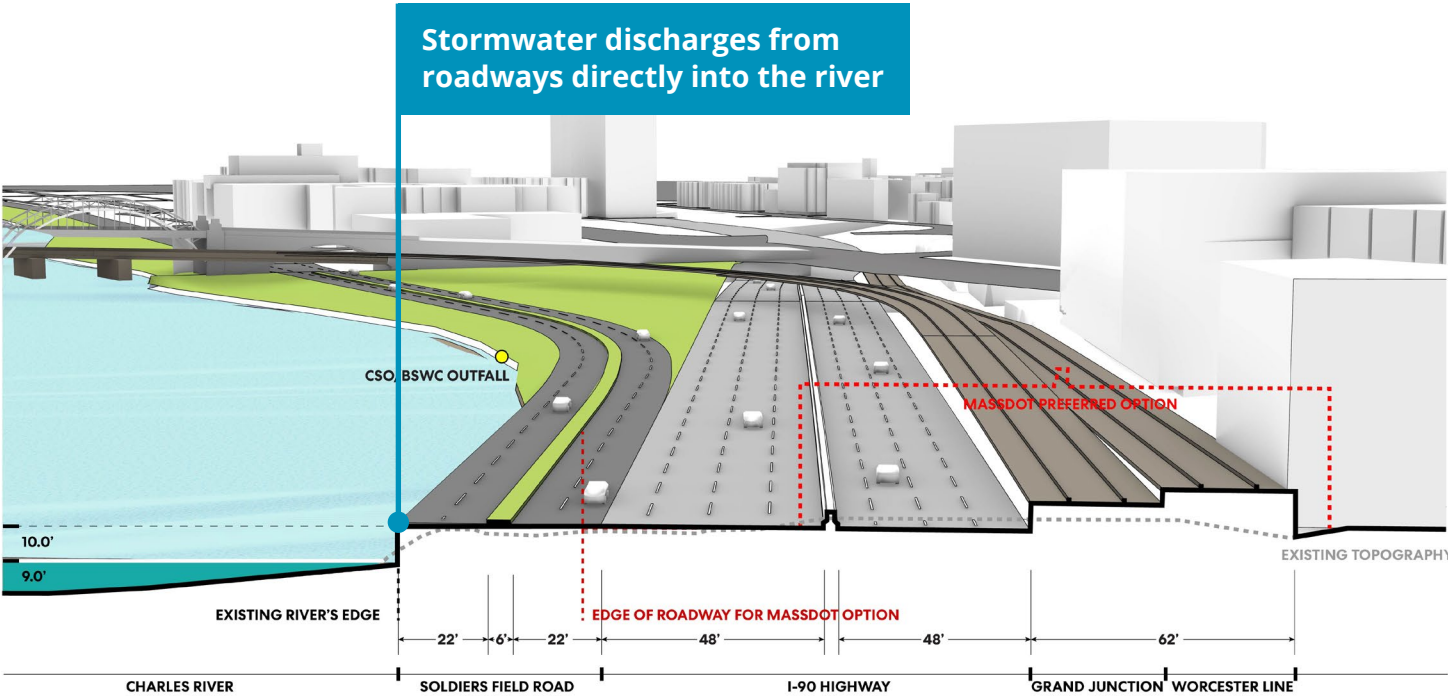 Stormwater discharges from
roadways directly into the river
CSO/BSWC OUTFALL
MASSDOT PREFERRED OPTION
10.0'
9.0'
EXISTING TOPOGRAPHY
EXISTING RIVER'S EDGE
EDGE OF ROADWAY FOR MASSDOT OPTION
22' 6' 22' 48' 48' 62'
CHARLES RIVER SOLDIERS FIELD ROAD I-90 HIGHWAY GRAND JUNCTION WORCESTER LINE